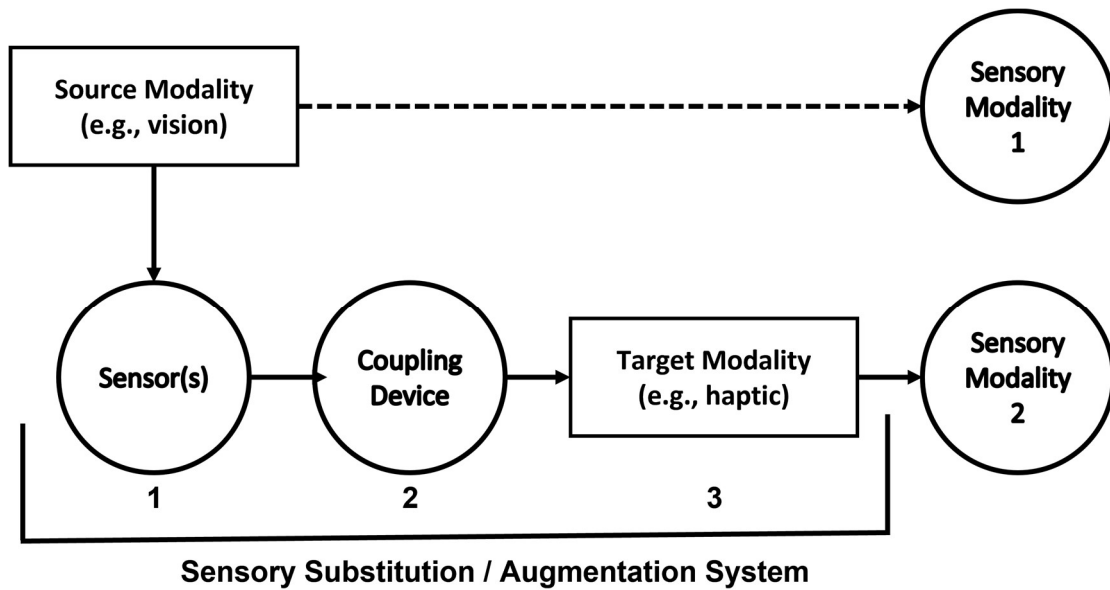 Source Modality
(e.g., vision)
Sensory
Modality
1
Sensor(s)
Coupling
Device
Target Modality
(e.g., haptic)
Sensory
Modality
2
1
2
3
Sensory Substitution / Augmentation System